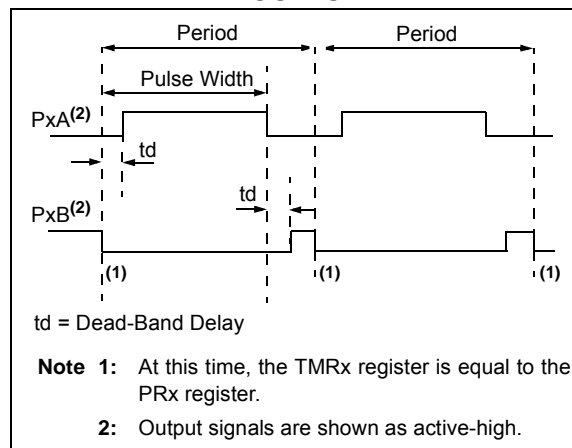 Period Period
Pulse Width
PxA(2)
td
td
PxB(2)
(1) (1) (1)
td = Dead-Band Delay
Note 1: At this time, the TMRx register is equal to the
PRx register.
2: Output signals are shown as active-high.